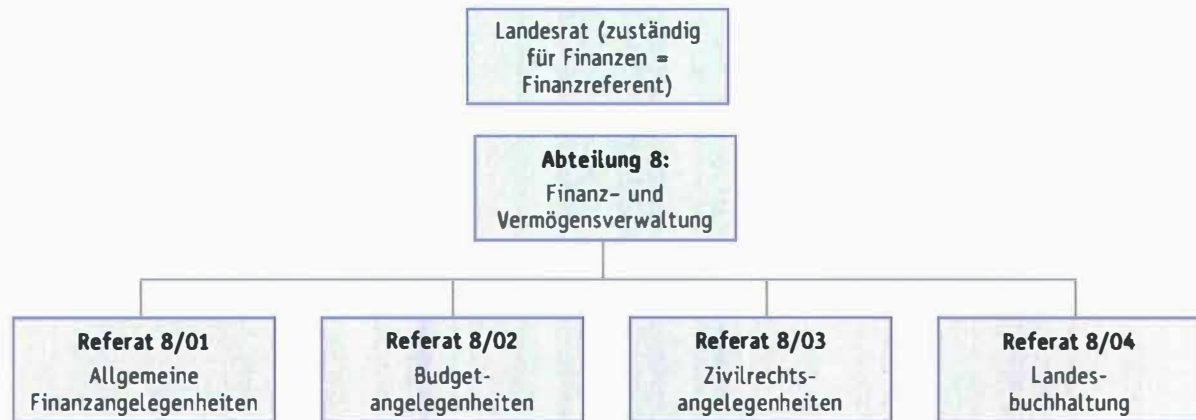 Landesrat (zuständig
für Finanzen =
Finanzreferent)
Abteilung 8:
Finanz- und
Vermögensverwaltung
Referat 8/01
Allgemeine
Finanzangelegenheiten
Referat 8/02
Budget-
angelegenheiten
Referat 8/03
Zivilrechts-
angelegenheiten
Referat 8/04
Landes-
buchhaltung